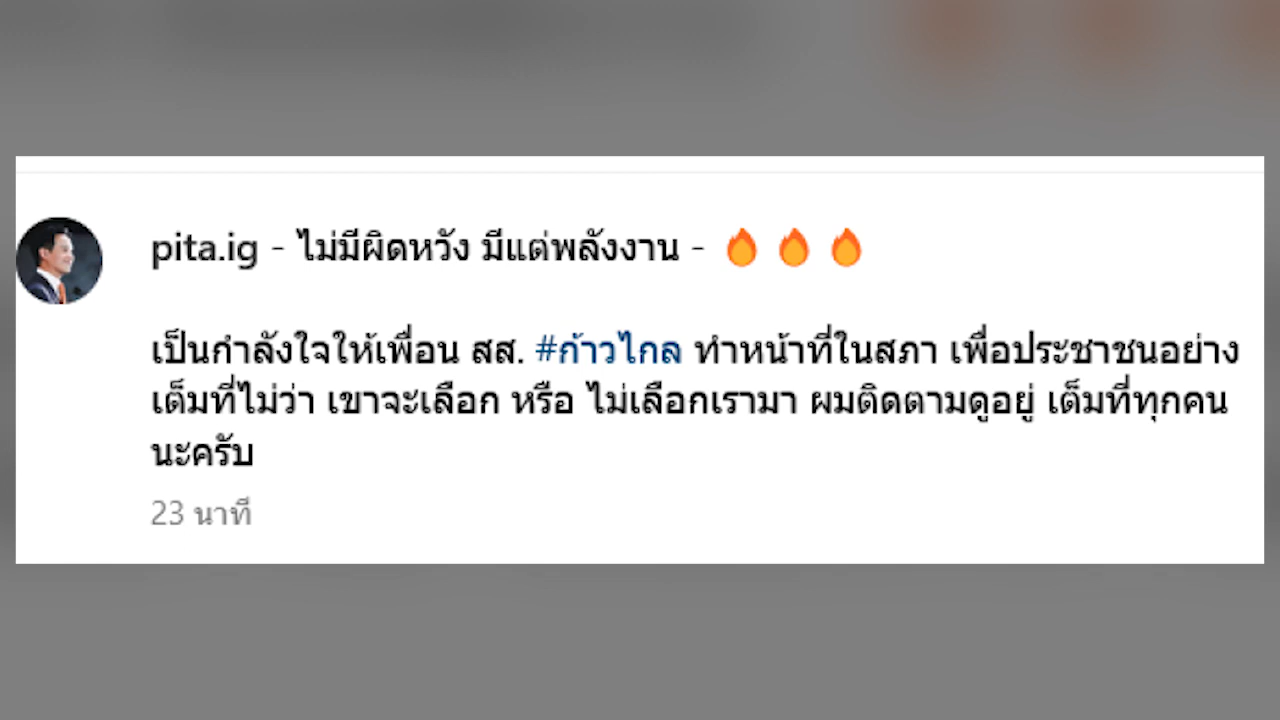 pita.ig - ไม่มีผิดหวัง มีแต่พลังงาน - 🔥 🔥 🔥
เป็นกำลังใจให้เพื่อน สส. #ก้าวไกล ทำหน้าที่ในสภา เพื่อประชาชนอย่าง
เต็มที่ไม่ว่า เขาจะเลือก หรือ ไม่เลือกเรามา ผมติดตามดูอยู่ เต็มที่ทุกคน
นะครับ
23 นาที